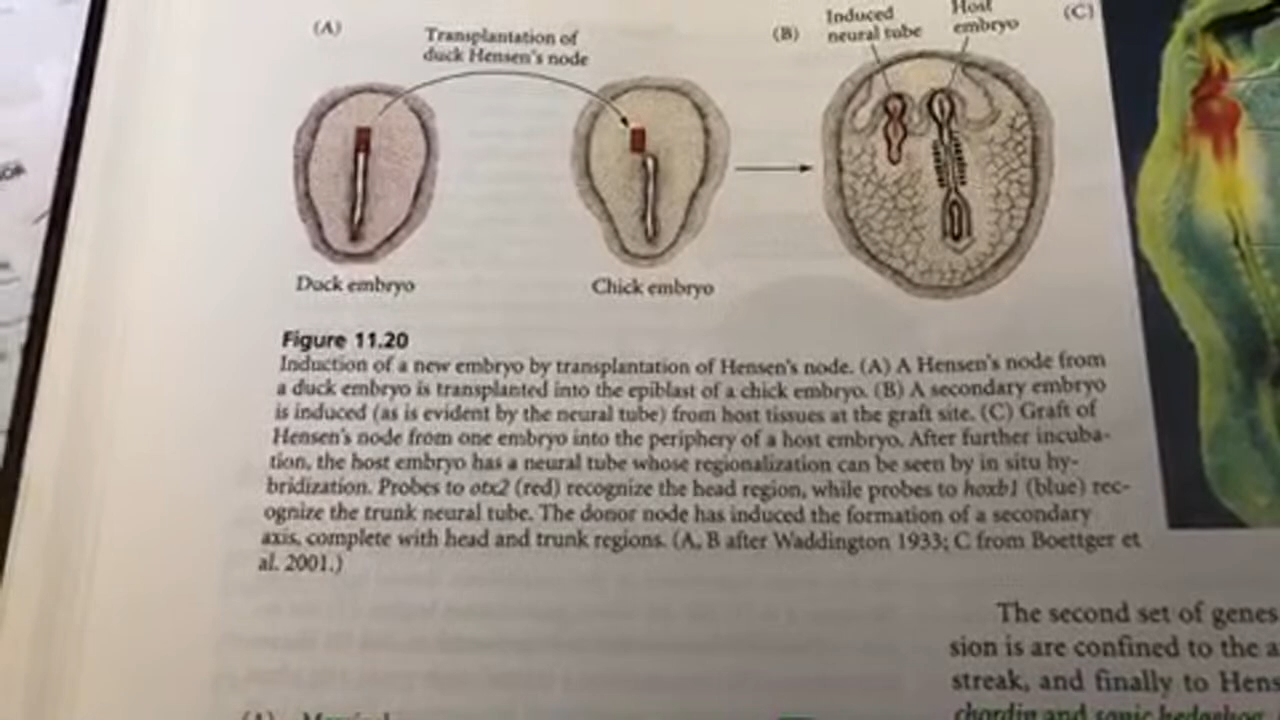 (A)
Transplantation of
duck Hensen's node
(B)
Induced
neural tube
Host
embryo
(C)
Duck embryo
Chick embryo
Figure 11.20
Induction of a new embryo by transplantation of Hensen's node. (A) A Hensen's node from
a duck embryo is transplanted into the epiblast of a chick embryo. (B) A secondary embryo
is induced (as is evident by the neural tube) from host tissues at the graft site. (C) Graft of
Hensen's node from one embryo into the periphery of a host embryo. After further incuba-
tion, the host embryo has a neural tube whose regionalization can be seen by in situ hy-
bridization. Probes to otx2 (red) recognize the head region, while probes to hoxb1 (blue) rec-
ognize the trunk neural tube. The donor node has induced the formation of a secondary
axis, complete with head and trunk regions. (A, B after Waddington 1933; C from Boettger et
al. 2001.)
The second set of genes
sion is are confined to the a
streak, and finally to Hens
chordin and sonic hedgehog